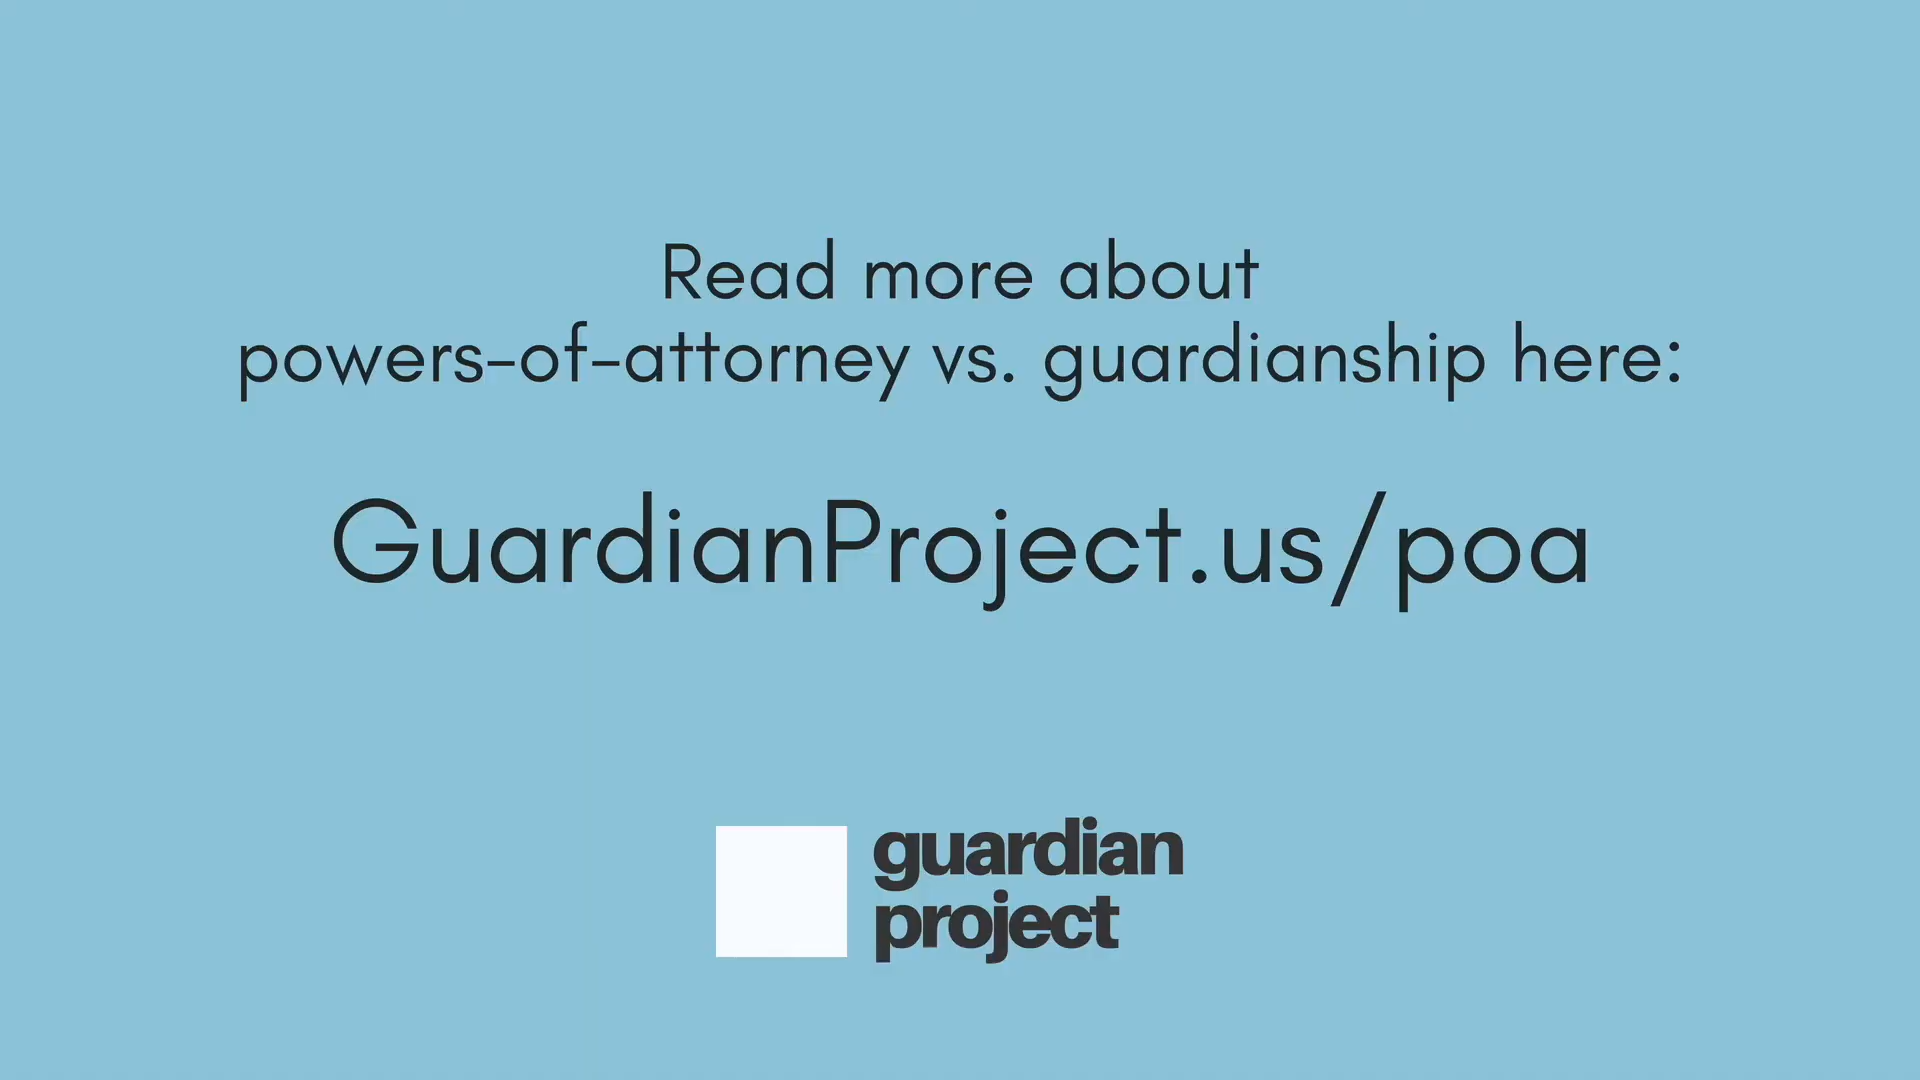 Read more about
powers-of-attorney vs. guardianship here:
GuardianProject.us/poa
guardian
project